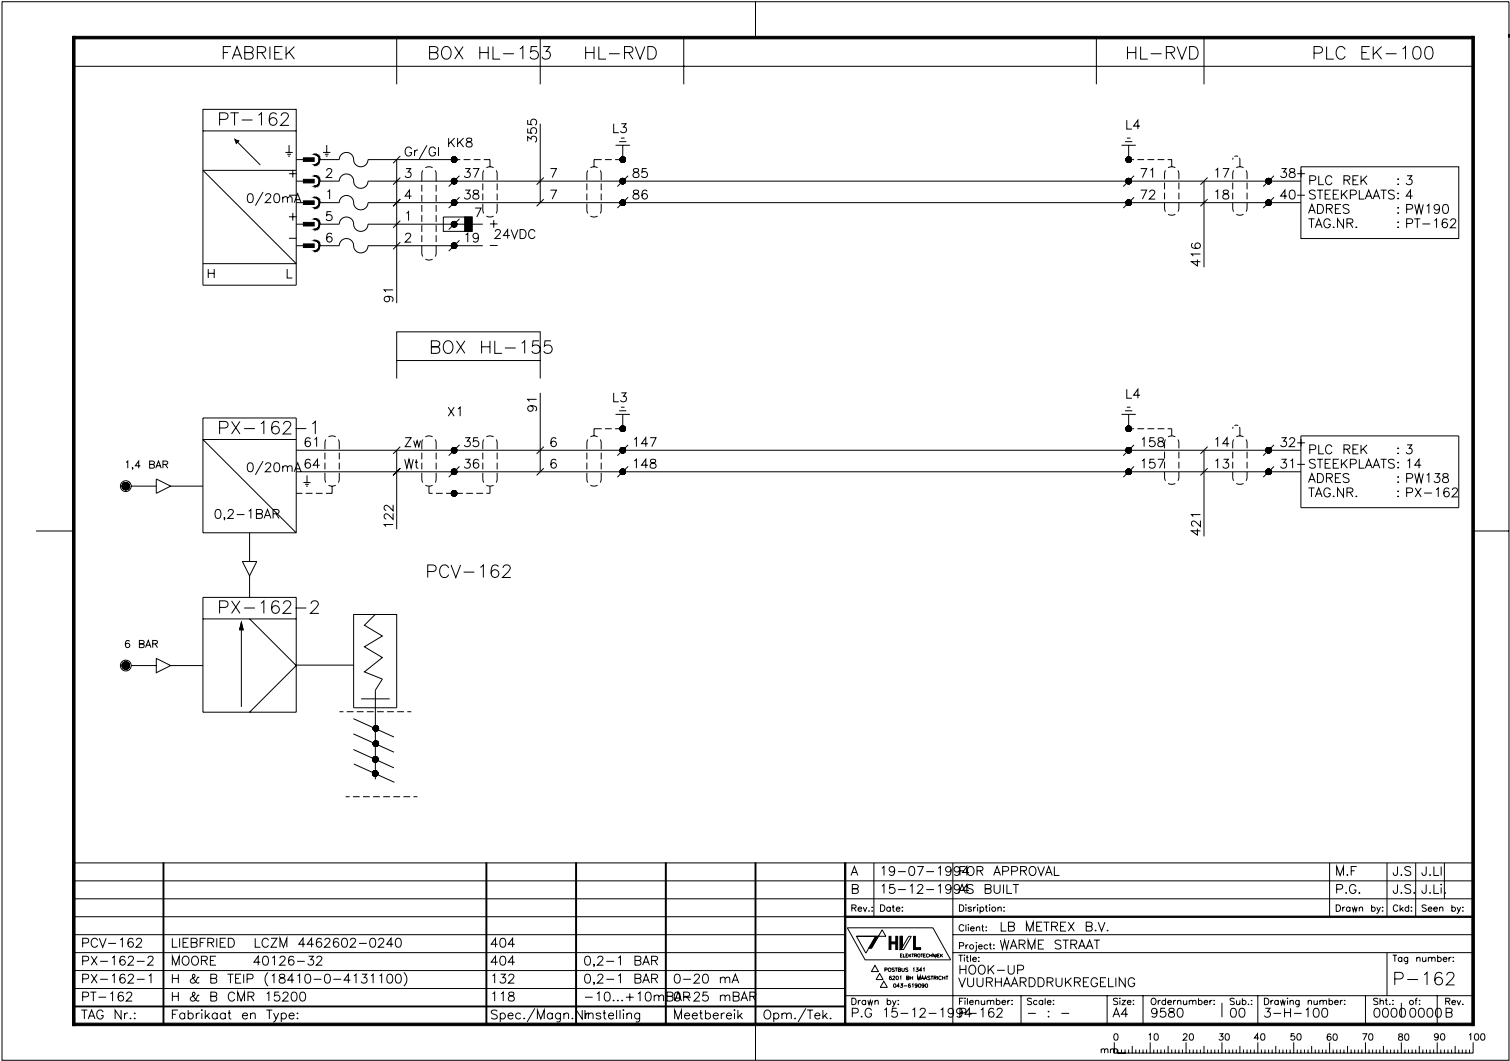 FABRIEK BOX HL-153 HL-RVD HL-RVD PLC EK-100
PT-162
0/20mA
H L
+ 2
- 1
+ 5
- 6
Gr/Gl
3
4
1
2
91
KK8
37
38
7
19
+
24VDC
-
355
7
7
L3
85
86
L4
71
72
416
17
18
38 +
40 -
PLC REK : 3
STEEKPLAATS: 4
ADRES : PW190
TAG.NR. : PT-162
BOX HL-155
PX-162-1
0/20mA
0,2-1BAR
1,4 BAR
61
64
Zw
Wt
122
X1
35
36
91
6
6
L3
147
148
L4
158
157
421
14
13
32 +
31 -
PLC REK : 3
STEEKPLAATS: 14
ADRES : PW138
TAG.NR. : PX-162
PCV-162
PX-162-2
6 BAR
PCV-162 LIEBFRIED LCZM 4462602-0240 404
PX-162-2 MOORE 40126-32 404 0,2-1 BAR
PX-162-1 H & B TEIP (18410-0-4131100) 132 0,2-1 BAR 0-20 mA
PT-162 H & B CMR 15200 118 -10...+10mBAR 0-25 mBAR
TAG Nr.: Fabrikaat en Type: Spec./Magn.Nr Instelling Meetbereik Opm./Tek.
A 19-07-1994 FOR APPROVAL M.F J.S J.LI
B 15-12-1994 AS BUILT P.G. J.S. J.Li.
Rev.: Date: Disription: Drawn by: Ckd: Seen by:
HVL
ELEKTROTECHNIEK
POSTBUS 1341
6201 BH MAASTRICHT
043-619090
Client: LB METREX B.V.
Project: WARME STRAAT
Title:
HOOK-UP
VUURHAARDDRUKREGELING
Tag number:
P-162
Drawn by: Filenumber: Scale: Size: Ordernumber: Sub.: Drawing number: Sht.: of: Rev.
P.G 15-12-1994 P-162 - : - A4 9580 00 3-H-100 0000 0000 B
0 10 20 30 40 50 60 70 80 90 100
mm